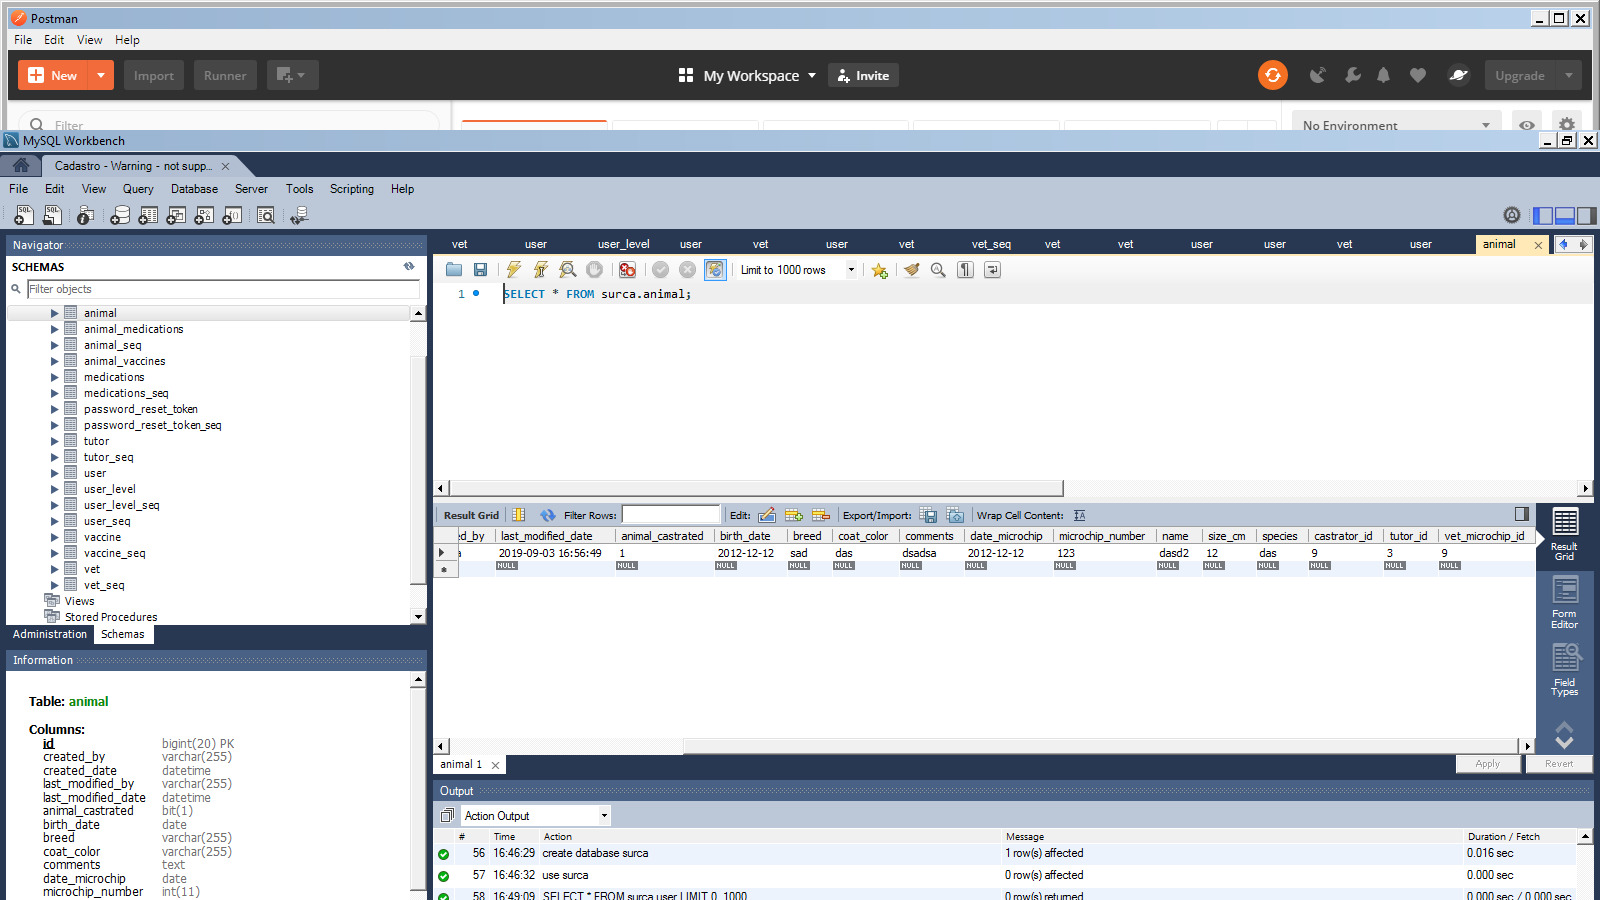 Postman
File Edit View Help
New Import Runner My Workspace Invite Upgrade
Filter No Environment
MySQL Workbench
Cadastro - Warning - not supp...
File Edit View Query Database Server Tools Scripting Help
Navigator
SCHEMAS
Filter objects
animal
animal_medications
animal_seq
animal_vaccines
medications
medications_seq
password_reset_token
password_reset_token_seq
tutor
tutor_seq
user
user_level
user_level_seq
user_seq
vaccine
vaccine_seq
vet
vet_seq
Views
Stored Procedures
Administration Schemas
Information
Table: animal
Columns:
id bigint(20) PK
created_by varchar(255)
created_date datetime
last_modified_by varchar(255)
last_modified_date datetime
animal_castrated bit(1)
birth_date date
breed varchar(255)
coat_color varchar(255)
comments text
date_microchip date
microchip_number int(11)
vet user user_level user vet user vet vet_seq vet vet user user vet user animal
Limit to 1000 rows
1 SELECT * FROM surca.animal;
Result Grid Filter Rows: Edit: Export/Import: Wrap Cell Content: IA
ed_by last_modified_date animal_castrated birth_date breed coat_color comments date_microchip microchip_number name size_cm species castrator_id tutor_id vet_microchip_id
a 2019-09-03 16:56:49 1 2012-12-12 sad das dsadsa 2012-12-12 123 dasd2 12 das 9 3 9
NULL NULL NULL NULL NULL NULL NULL NULL NULL NULL NULL NULL NULL NULL
Result Grid
Form Editor
Field Types
animal 1 Apply Revert
Output
Action Output
# Time Action Message Duration / Fetch
56 16:46:29 create database surca 1 row(s) affected 0.016 sec
57 16:46:32 use surca 0 row(s) affected 0.000 sec
58 16:49:09 SELECT * FROM surca.user LIMIT 0, 1000 0 row(s) returned 0.000 sec / 0.000 sec